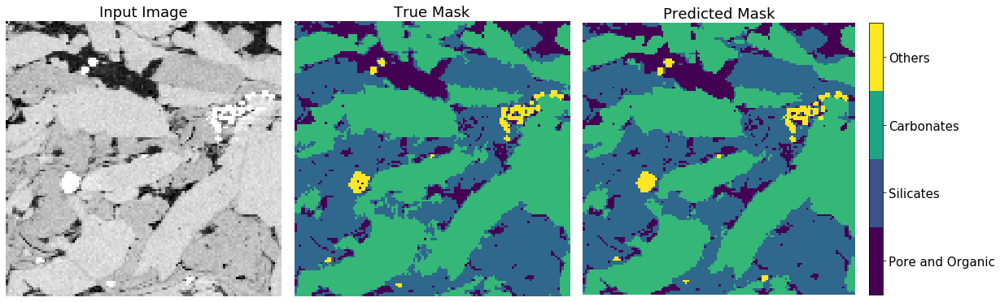 Input Image
True Mask
Predicted Mask
Others
Carbonates
Silicates
Pore and Organic